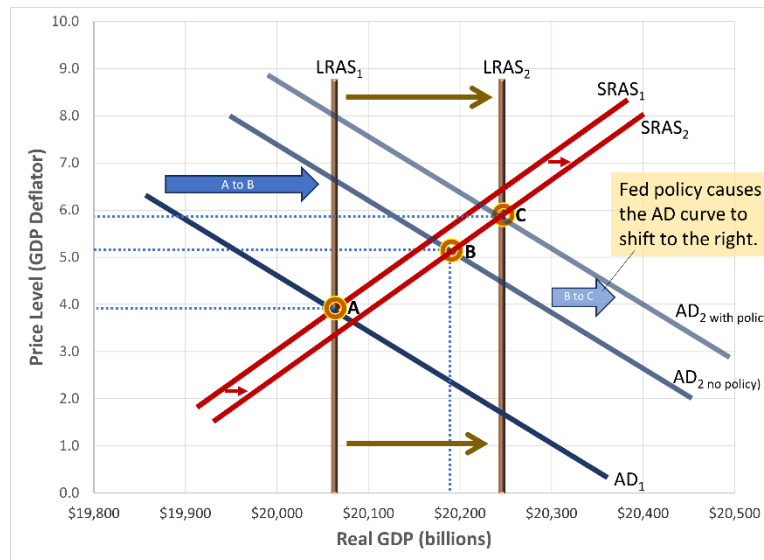 10.0
9.0
8.0
7.0
6.0
5.0
4.0
3.0
2.0
1.0
0.0
Price Level (GDP Deflator)
LRAS1
LRAS2
SRAS1
SRAS2
A to B
Fed policy causes
the AD curve to
shift to the right.
C
B
A
B to C
AD2 with polic
AD2 no policy)
AD1
$19,800
$19,900
$20,000
$20,100
$20,200
$20,300
$20,400
$20,500
Real GDP (billions)